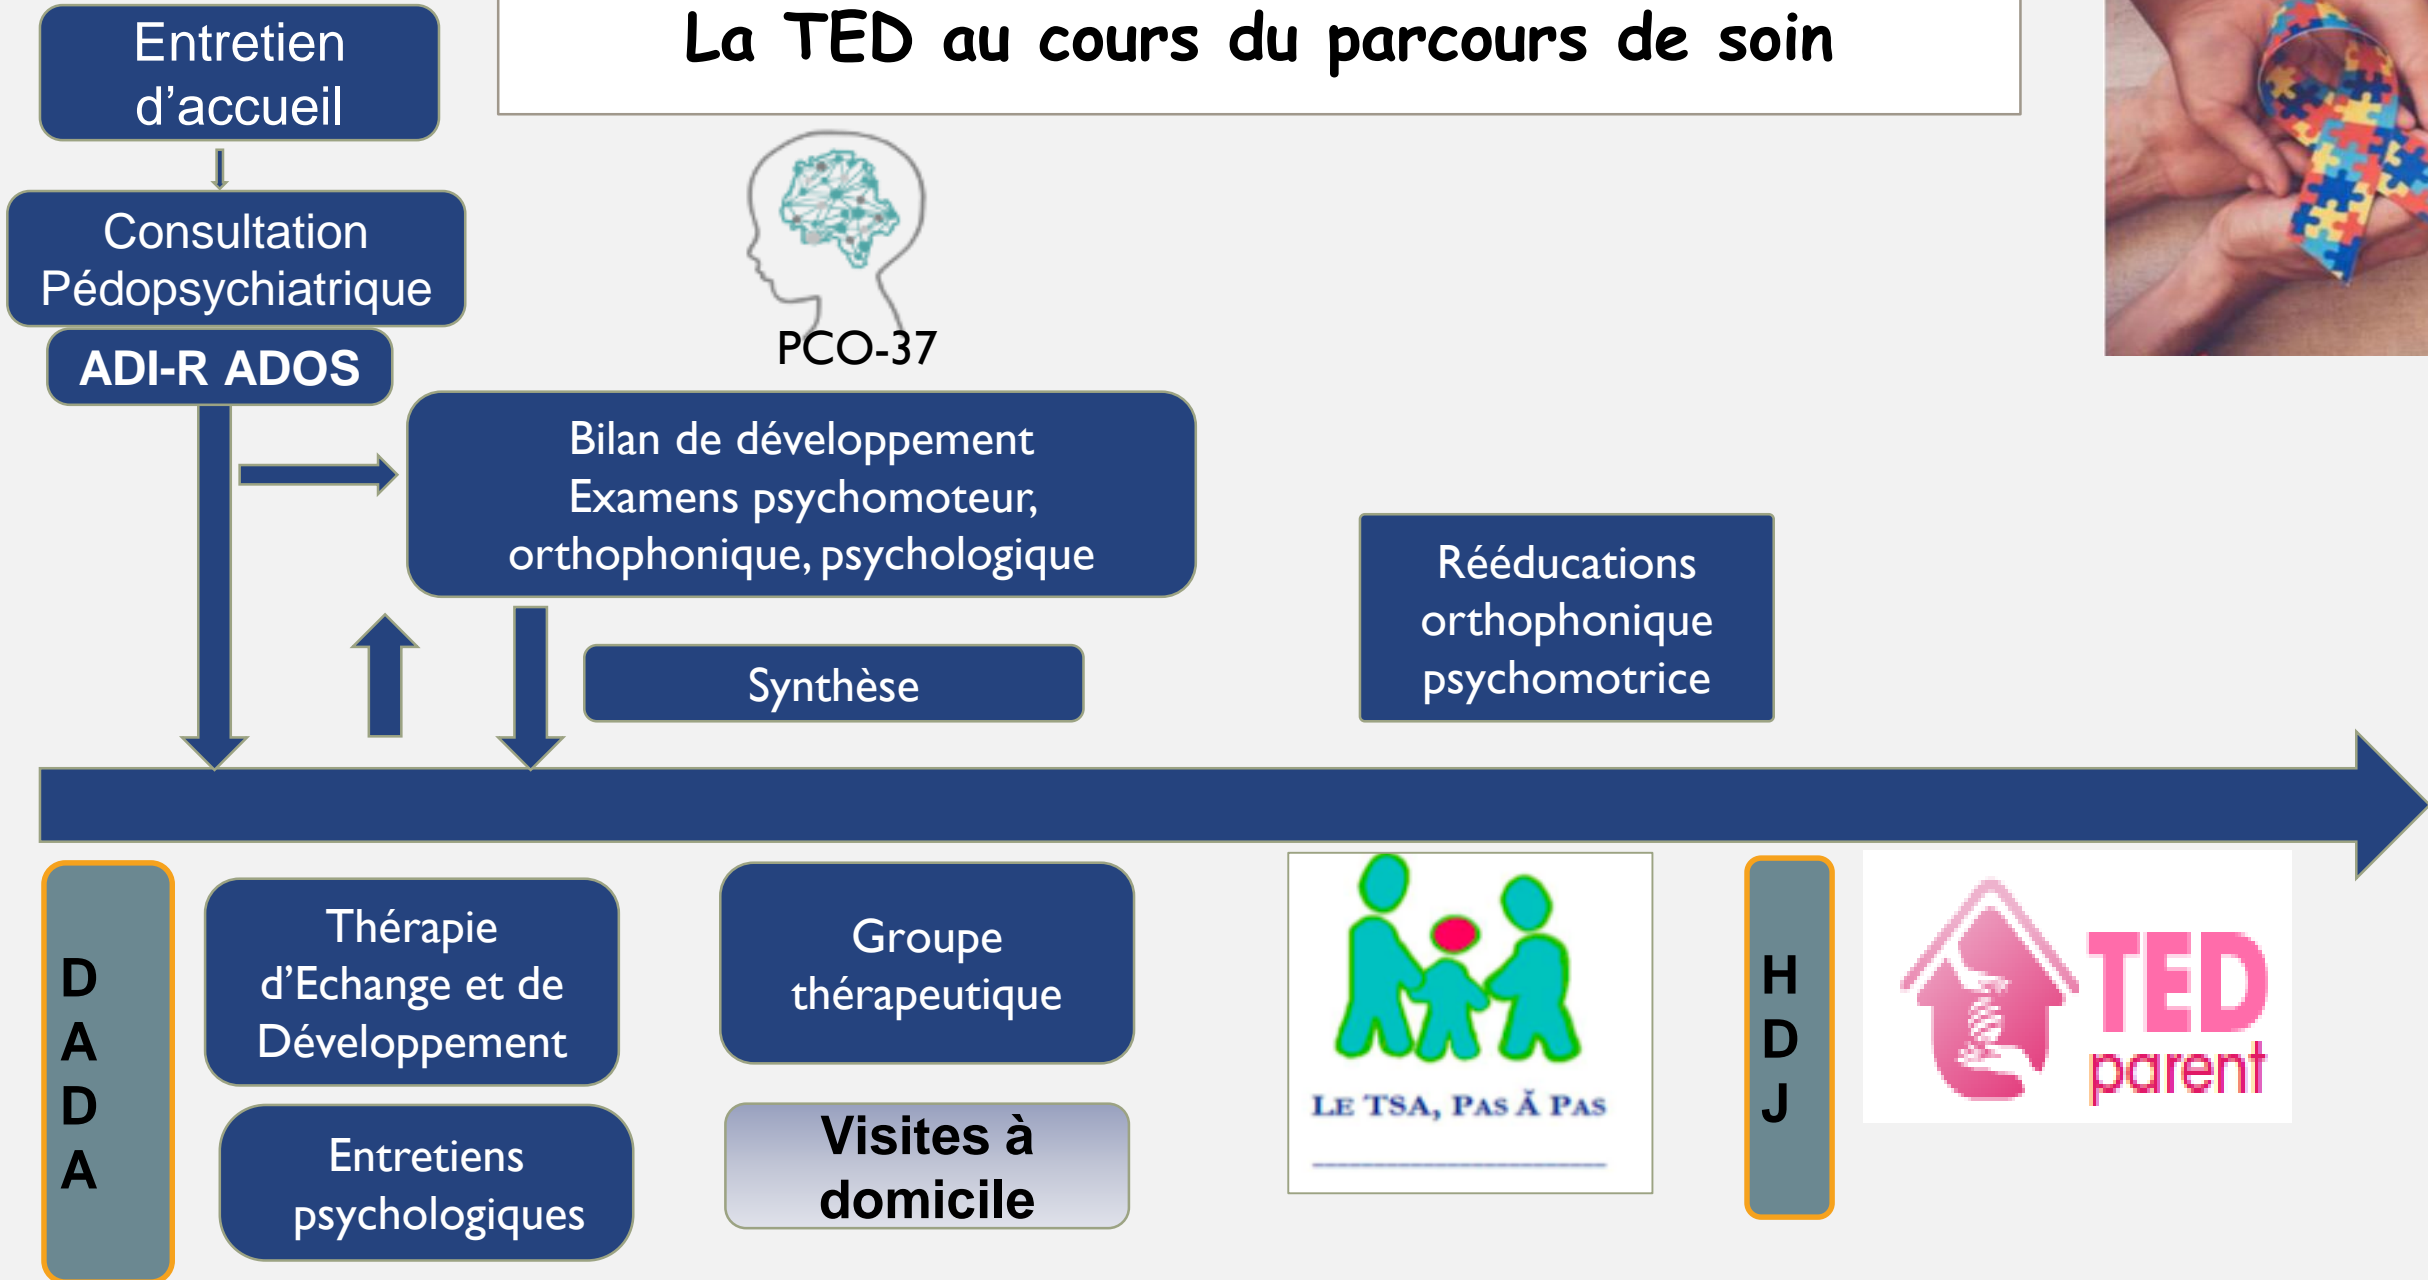 La TED au cours du parcours de soin
Entretien
d’accueil
Consultation
Pédopsychiatrique
ADI-R ADOS
PCO-37
Bilan de développement
Examens psychomoteur,
orthophonique, psychologique
Synthèse
Rééducations
orthophonique
psychomotrice
D
A
D
A
Thérapie
d’Echange et de
Développement
Entretiens
psychologiques
Groupe
thérapeutique
Visites à
domicile
LE TSA, PAS Ă PAS
H
D
J
TED
parent